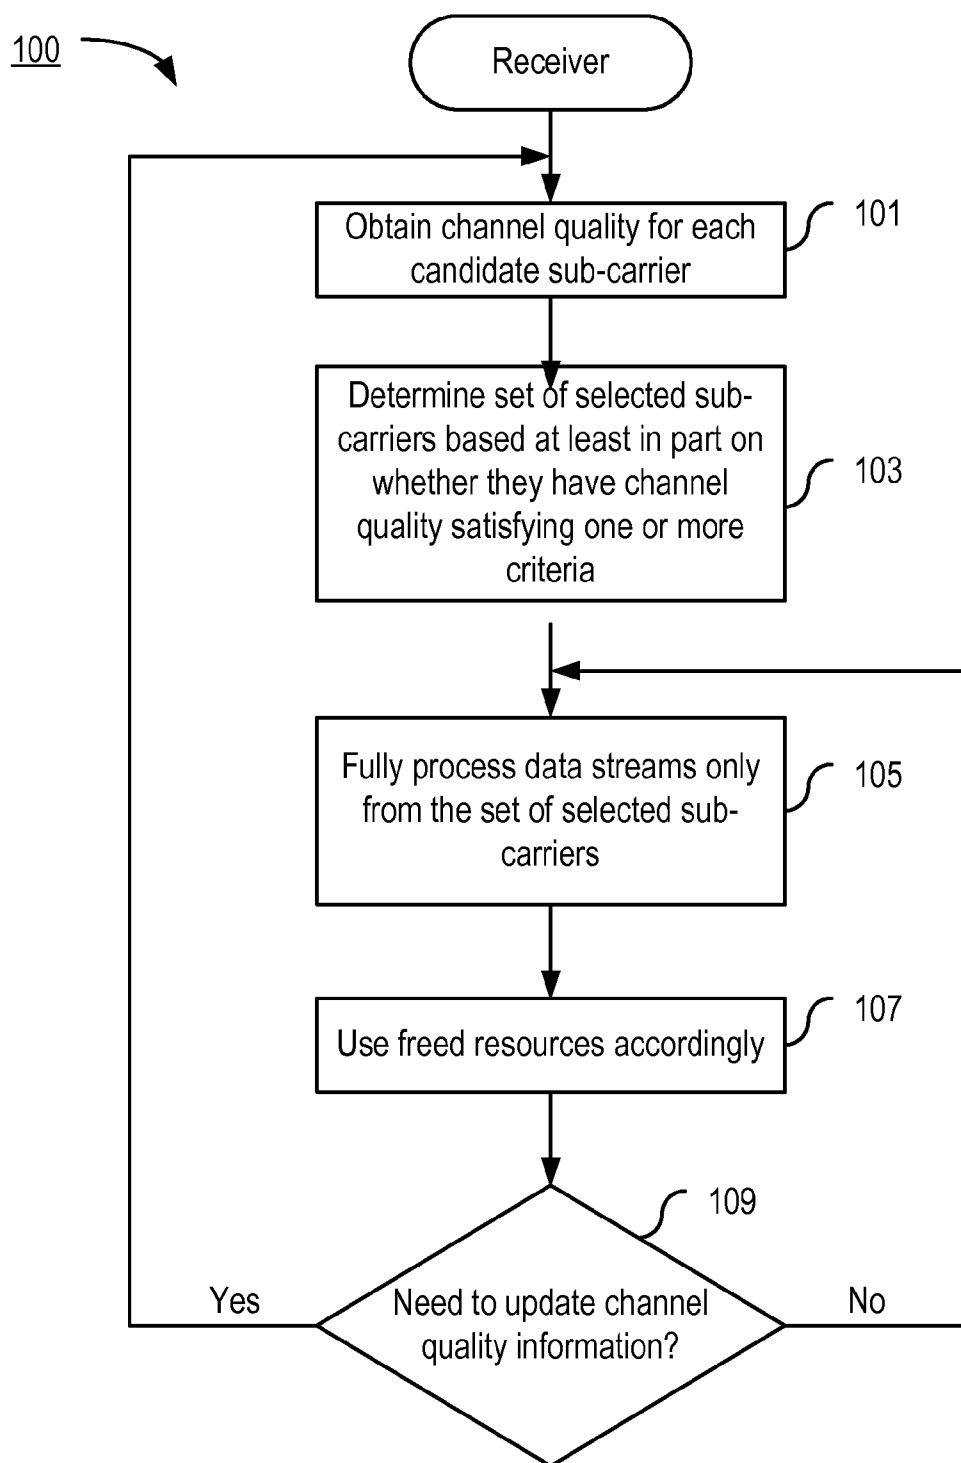 100
Receiver
Obtain channel quality for each
candidate sub-carrier
101
Determine set of selected sub-
carriers based at least in part on
whether they have channel
quality satisfying one or more
criteria
103
Fully process data streams only
from the set of selected sub-
carriers
105
Use freed resources accordingly
107
109
Need to update channel
quality information?
Yes
No